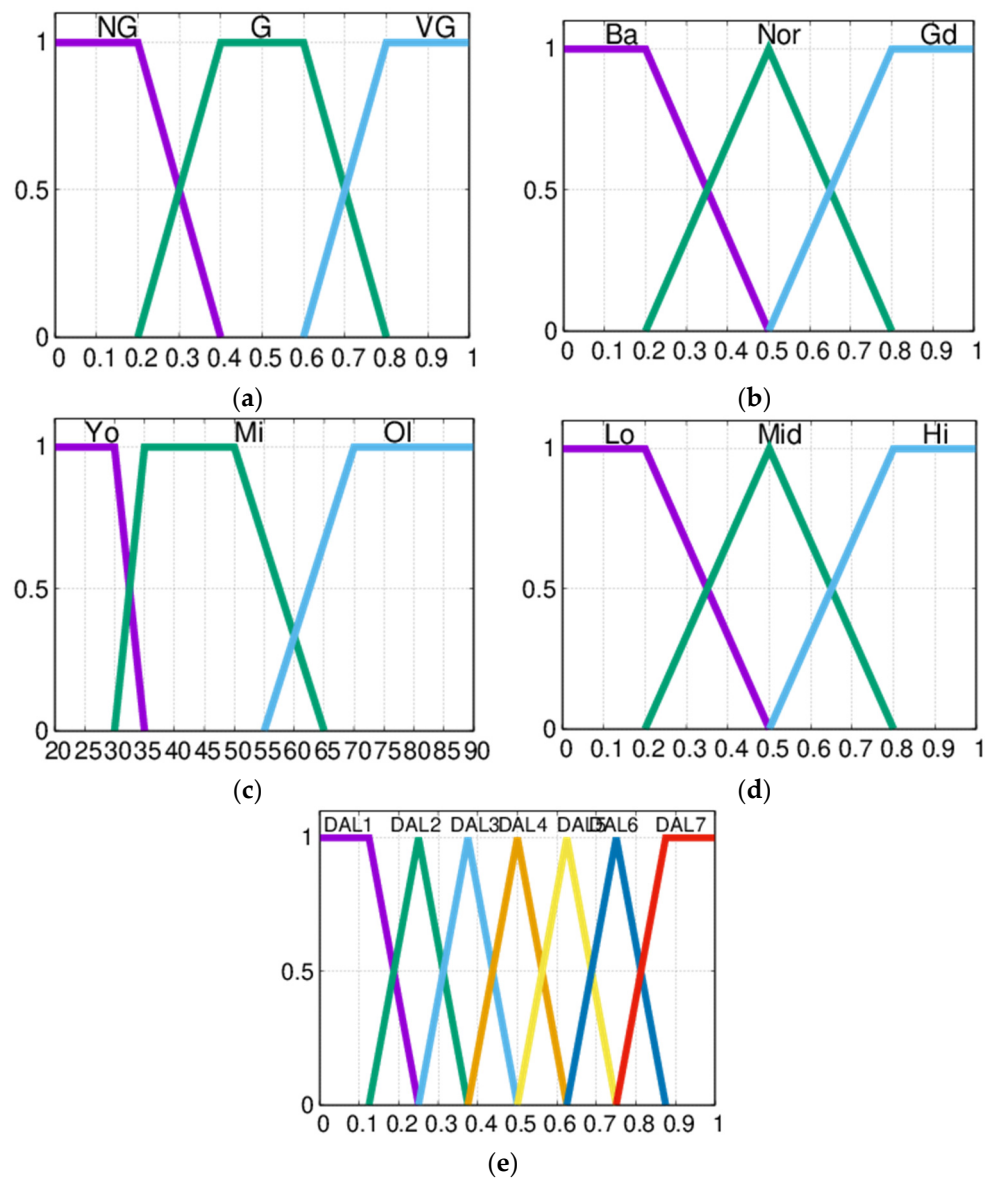 NG G VG
1
0.5
0
0 0.1 0.2 0.3 0.4 0.5 0.6 0.7 0.8 0.9 1
(a)
Ba Nor Gd
1
0.5
0
0 0.1 0.2 0.3 0.4 0.5 0.6 0.7 0.8 0.9 1
(b)
Yo Mi Ol
1
0.5
0
20 25 30 35 40 45 50 55 60 65 70 75 80 85 90
(c)
Lo Mid Hi
1
0.5
0
0 0.1 0.2 0.3 0.4 0.5 0.6 0.7 0.8 0.9 1
(d)
DAL1 DAL2 DAL3 DAL4 DAL5 DAL6 DAL7
1
0.5
0
0 0.1 0.2 0.3 0.4 0.5 0.6 0.7 0.8 0.9 1
(e)